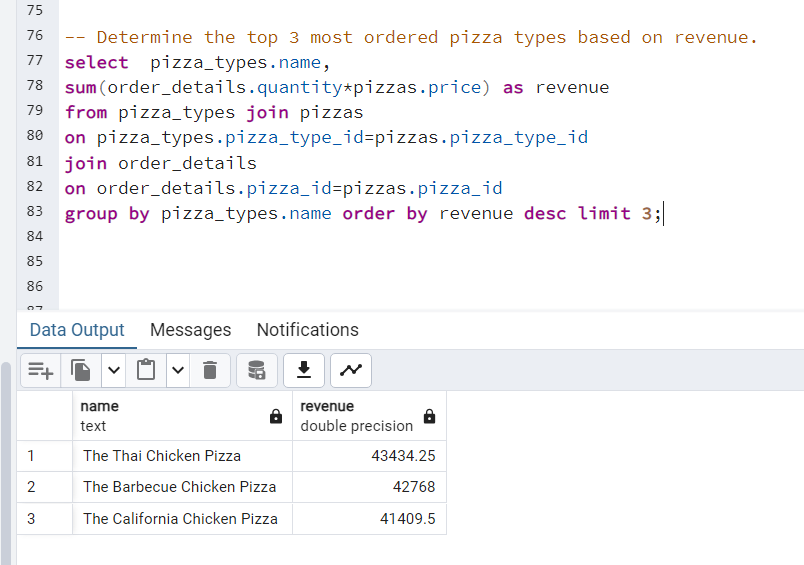 75
76 -- Determine the top 3 most ordered pizza types based on revenue.
77 select  pizza_types.name,
78 sum(order_details.quantity*pizzas.price) as revenue
79 from pizza_types join pizzas
80 on pizza_types.pizza_type_id=pizzas.pizza_type_id
81 join order_details
82 on order_details.pizza_id=pizzas.pizza_id
83 group by pizza_types.name order by revenue desc limit 3;
84
85
86
87
Data Output Messages Notifications
name revenue
text double precision
1 The Thai Chicken Pizza 43434.25
2 The Barbecue Chicken Pizza 42768
3 The California Chicken Pizza 41409.5